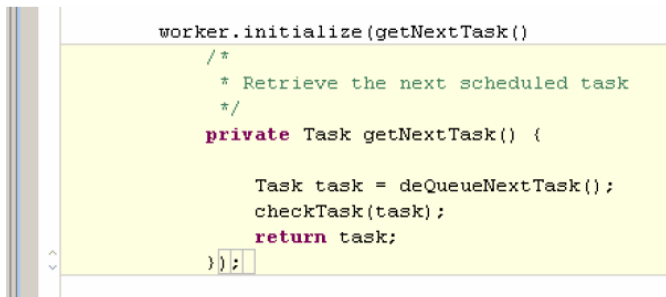 worker.initialize(getNextTask()
/*
* Retrieve the next scheduled task
*/
private Task getNextTask() {
Task task = deQueueNextTask();
checkTask(task);
return task;
});